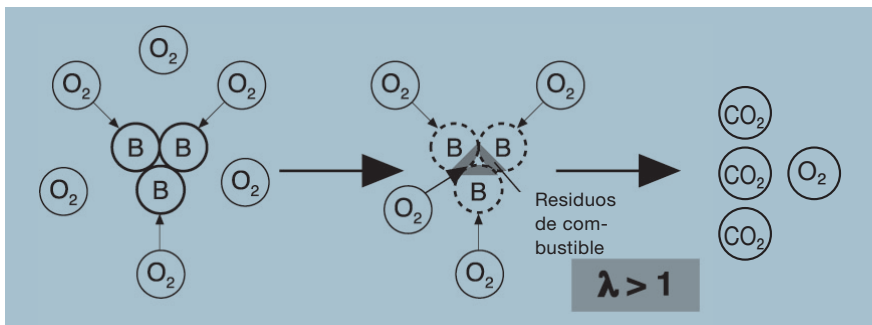 O₂
O₂ O₂
B B
O₂ B O₂
O₂
O₂ O₂
B B
O₂ B
O₂
Residuos
de com-
bustible
λ > 1
CO₂
CO₂ O₂
CO₂